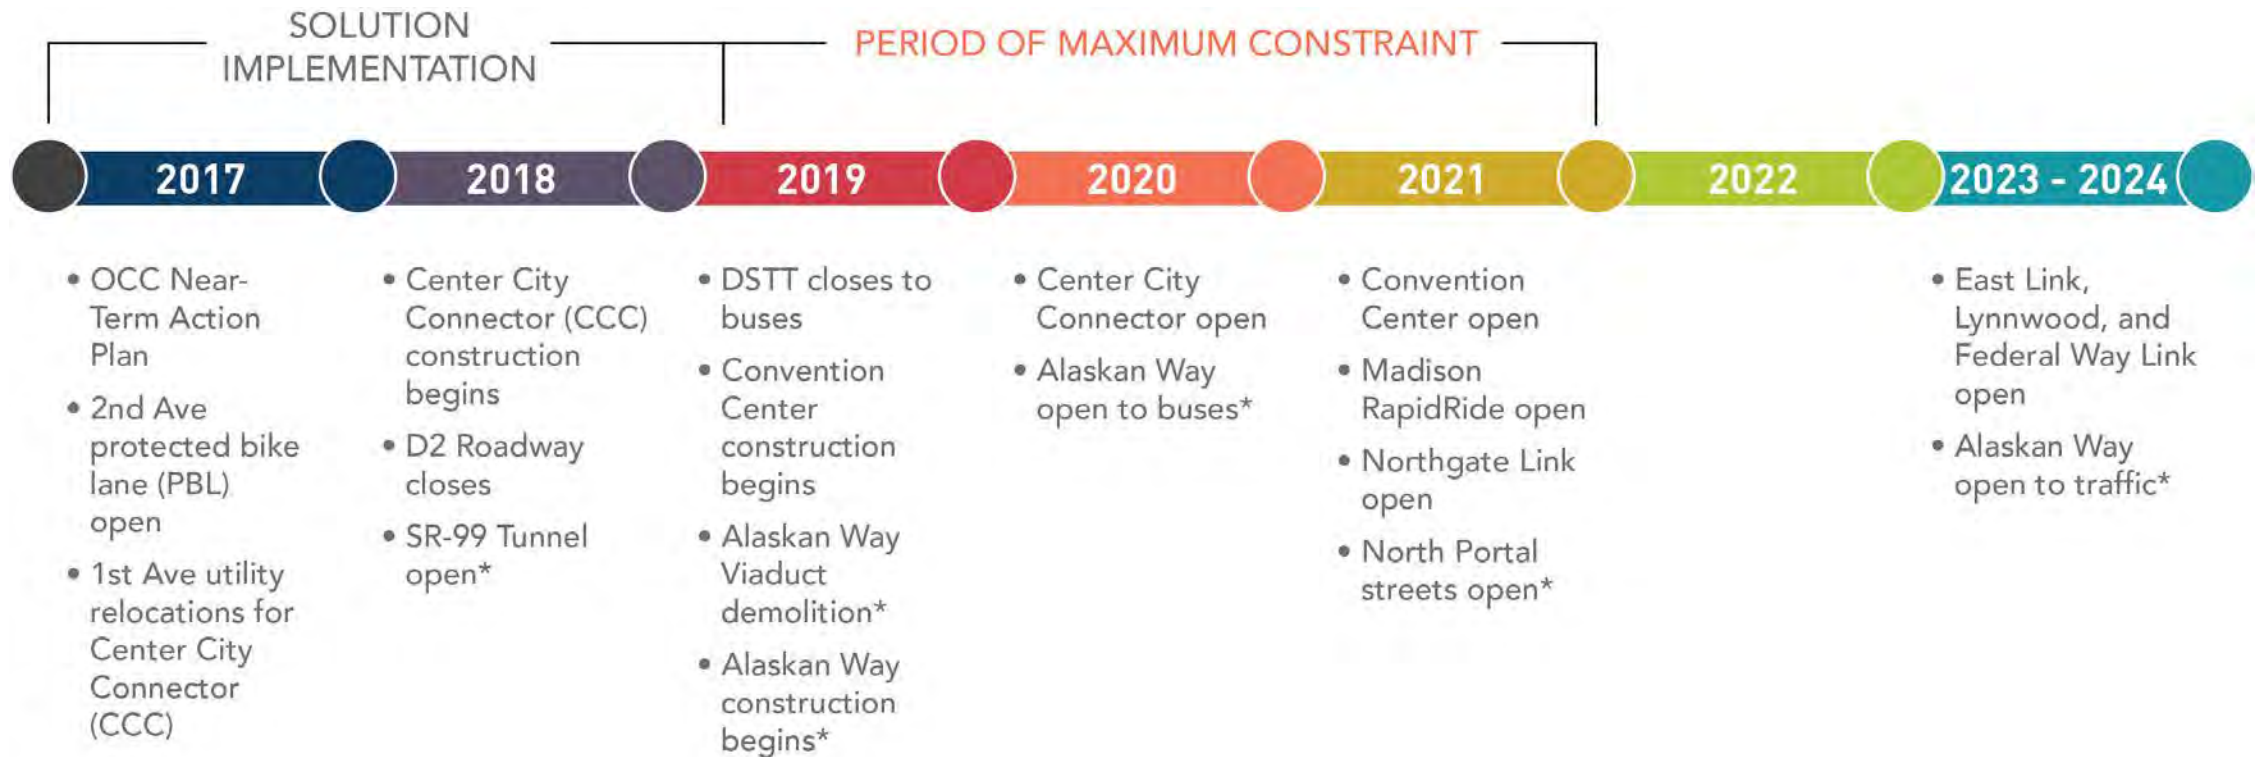 SOLUTION
IMPLEMENTATION
PERIOD OF MAXIMUM CONSTRAINT
2017
2018
2019
2020
2021
2022
2023 - 2024
• OCC Near-
Term Action
Plan
• 2nd Ave
protected bike
lane (PBL)
open
• 1st Ave utility
relocations for
Center City
Connector
(CCC)
• Center City
Connector (CCC)
construction
begins
• D2 Roadway
closes
• SR-99 Tunnel
open*
• DSTT closes to
buses
• Convention
Center
construction
begins
• Alaskan Way
Viaduct
demolition*
• Alaskan Way
construction
begins*
• Center City
Connector open
• Alaskan Way
open to buses*
• Convention
Center open
• Madison
RapidRide open
• Northgate Link
open
• North Portal
streets open*
• East Link,
Lynnwood, and
Federal Way Link
open
• Alaskan Way
open to traffic*